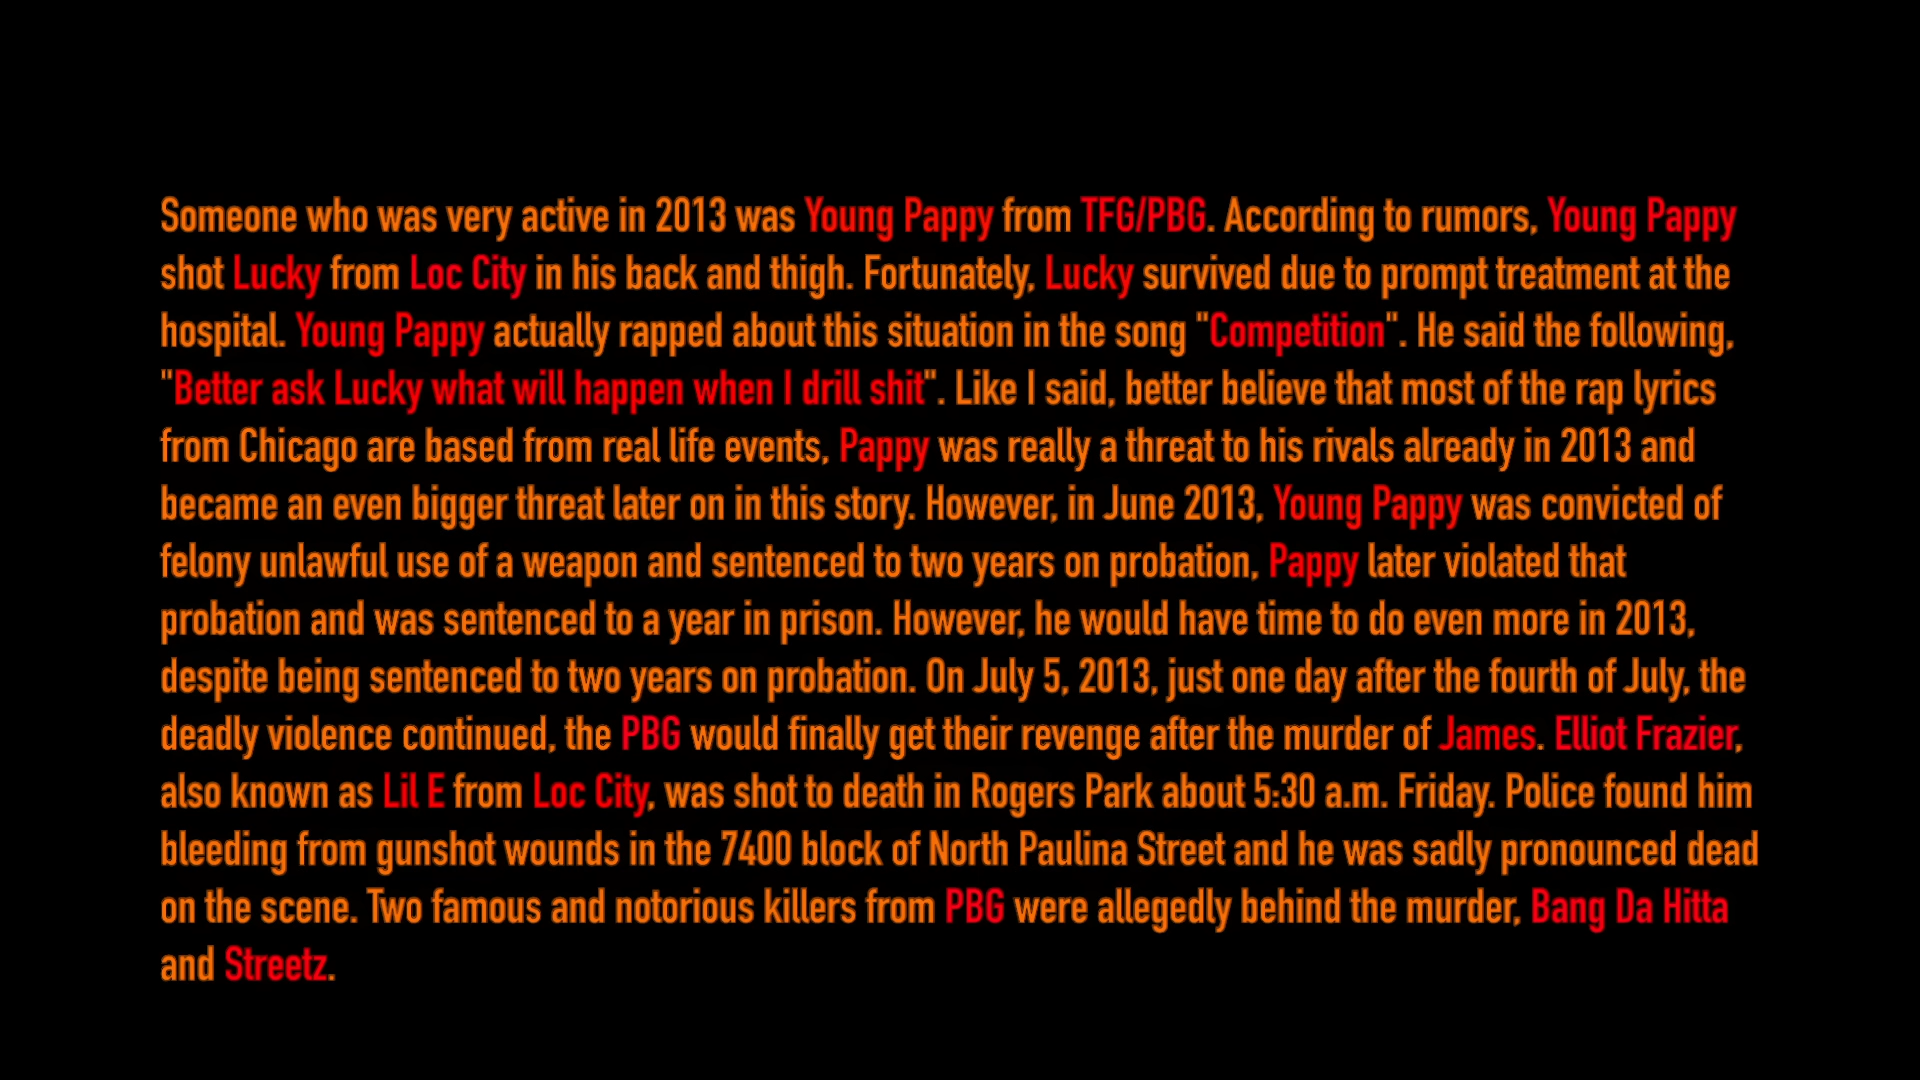 Someone who was very active in 2013 was Young Pappy from TFG/PBG. According to rumors, Young Pappy
shot Lucky from Loc City in his back and thigh. Fortunately, Lucky survived due to prompt treatment at the
hospital. Young Pappy actually rapped about this situation in the song "Competition". He said the following,
"Better ask Lucky what will happen when I drill shit". Like I said, better believe that most of the rap lyrics
from Chicago are based from real life events, Pappy was really a threat to his rivals already in 2013 and
became an even bigger threat later on in this story. However, in June 2013, Young Pappy was convicted of
felony unlawful use of a weapon and sentenced to two years on probation, Pappy later violated that
probation and was sentenced to a year in prison. However, he would have time to do even more in 2013,
despite being sentenced to two years on probation. On July 5, 2013, just one day after the fourth of July, the
deadly violence continued, the PBG would finally get their revenge after the murder of James. Elliot Frazier,
also known as Lil E from Loc City, was shot to death in Rogers Park about 5:30 a.m. Friday. Police found him
bleeding from gunshot wounds in the 7400 block of North Paulina Street and he was sadly pronounced dead
on the scene. Two famous and notorious killers from PBG were allegedly behind the murder, Bang Da Hitta
and Streetz.